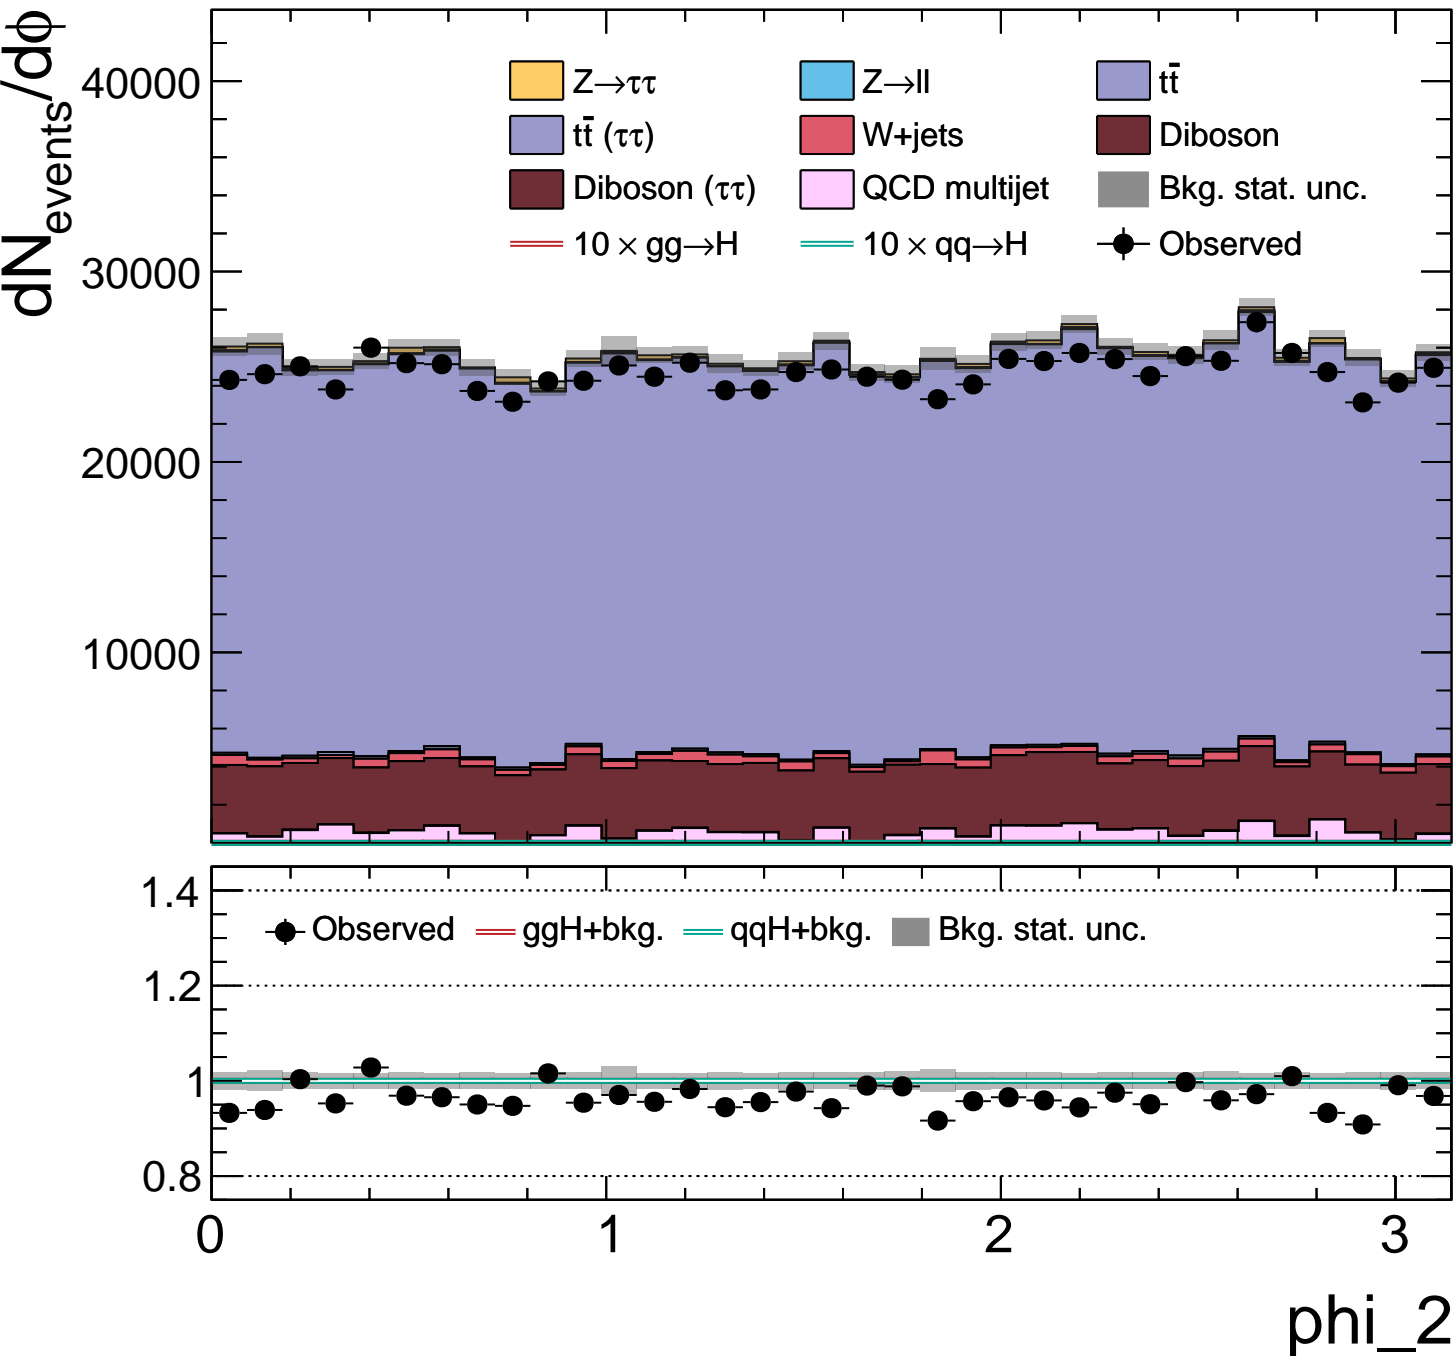 dN_events/dϕ
40000
30000
20000
10000
Z→ττ Z→ll tt̄
tt̄ (ττ) W+jets Diboson
Diboson (ττ) QCD multijet Bkg. stat. unc.
10 × gg→H 10 × qq→H Observed
1.4
Observed ggH+bkg. qqH+bkg. Bkg. stat. unc.
1.2
1
0.8
0 1 2 3
phi_2